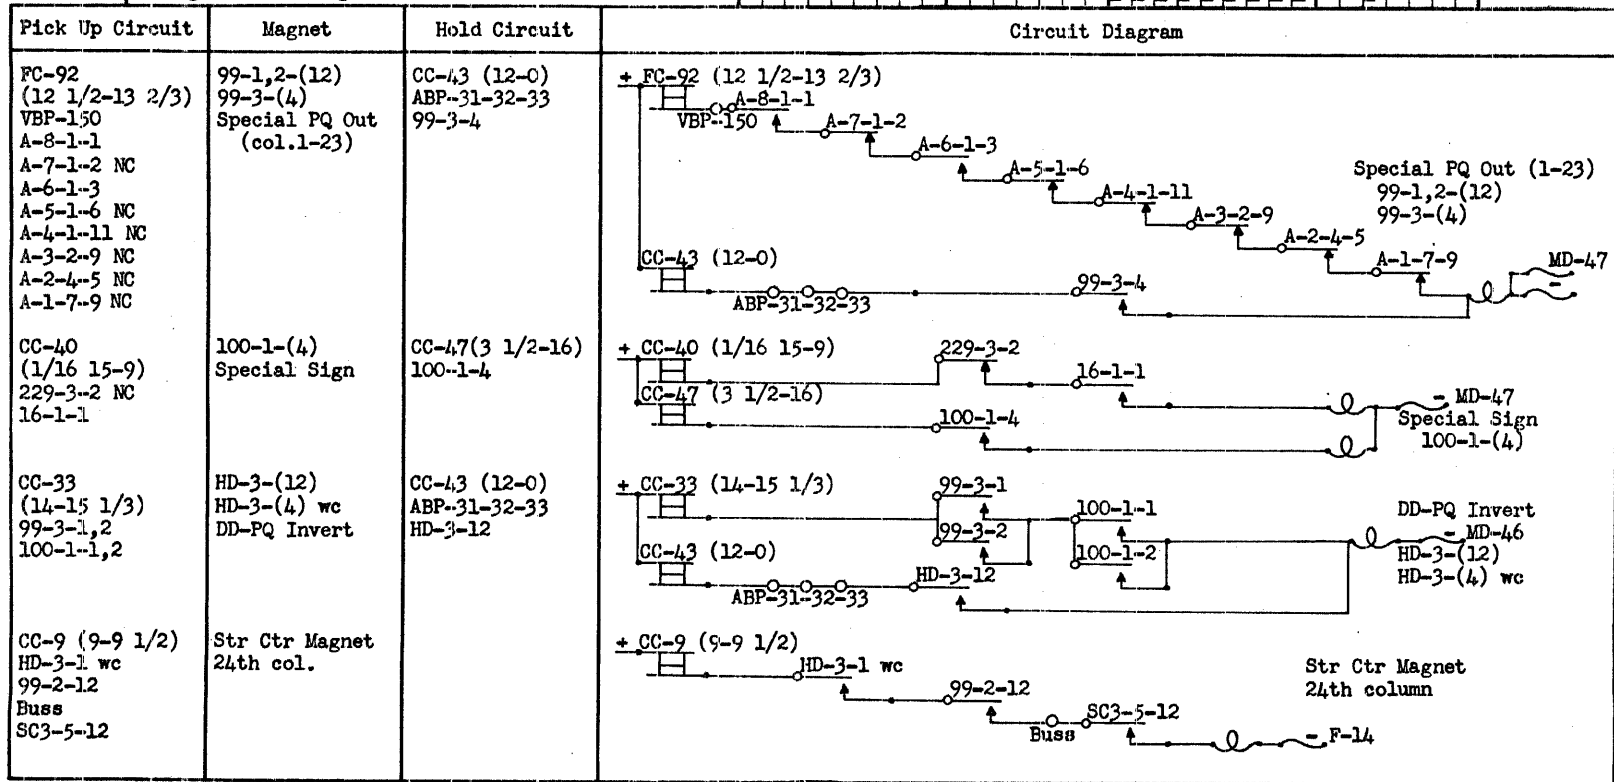 Pick Up Circuit
Magnet
Hold Circuit
Circuit Diagram
FC-92
(12 1/2-13 2/3)
VBP-150
A-8-1-1
A-7-1-2 NC
A-6-1-3
A-5-1-6 NC
A-4-1-11 NC
A-3-2-9 NC
A-2-4-5 NC
A-1-7-9 NC
99-1,2-(12)
99-3-(4)
Special PQ Out
(col.1-23)
CC-43 (12-0)
ABP-31-32-33
99-3-4
+ FC-92 (12 1/2-13 2/3)
A-8-1-1
VBP-150
A-7-1-2
A-6-1-3
A-5-1-6
A-4-1-11
A-3-2-9
A-2-4-5
A-1-7-9
Special PQ Out (1-23)
99-1,2-(12)
99-3-(4)
MD-47
-
CC-43 (12-0)
ABP-31-32-33
99-3-4
CC-40
(1/16 15-9)
229-3-2 NC
16-1-1
100-1-(4)
Special Sign
CC-47(3 1/2-16)
100-1-4
+ CC-40 (1/16 15-9)
229-3-2
16-1-1
CC-47 (3 1/2-16)
100-1-4
- MD-47
Special Sign
100-1-(4)
CC-33
(14-15 1/3)
99-3-1,2
100-1-1,2
HD-3-(12)
HD-3-(4) wc
DD-PQ Invert
CC-43 (12-0)
ABP-31-32-33
HD-3-12
+ CC-33 (14-15 1/3)
99-3-1
99-3-2
100-1-1
100-1-2
CC-43 (12-0)
ABP-31-32-33
HD-3-12
DD-PQ Invert
- MD-46
HD-3-(12)
HD-3-(4) wc
CC-9 (9-9 1/2)
HD-3-1 wc
99-2-12
Buss
SC3-5-12
Str Ctr Magnet
24th col.
+ CC-9 (9-9 1/2)
HD-3-1 wc
99-2-12
Buss
SC3-5-12
Str Ctr Magnet
24th column
- F-14